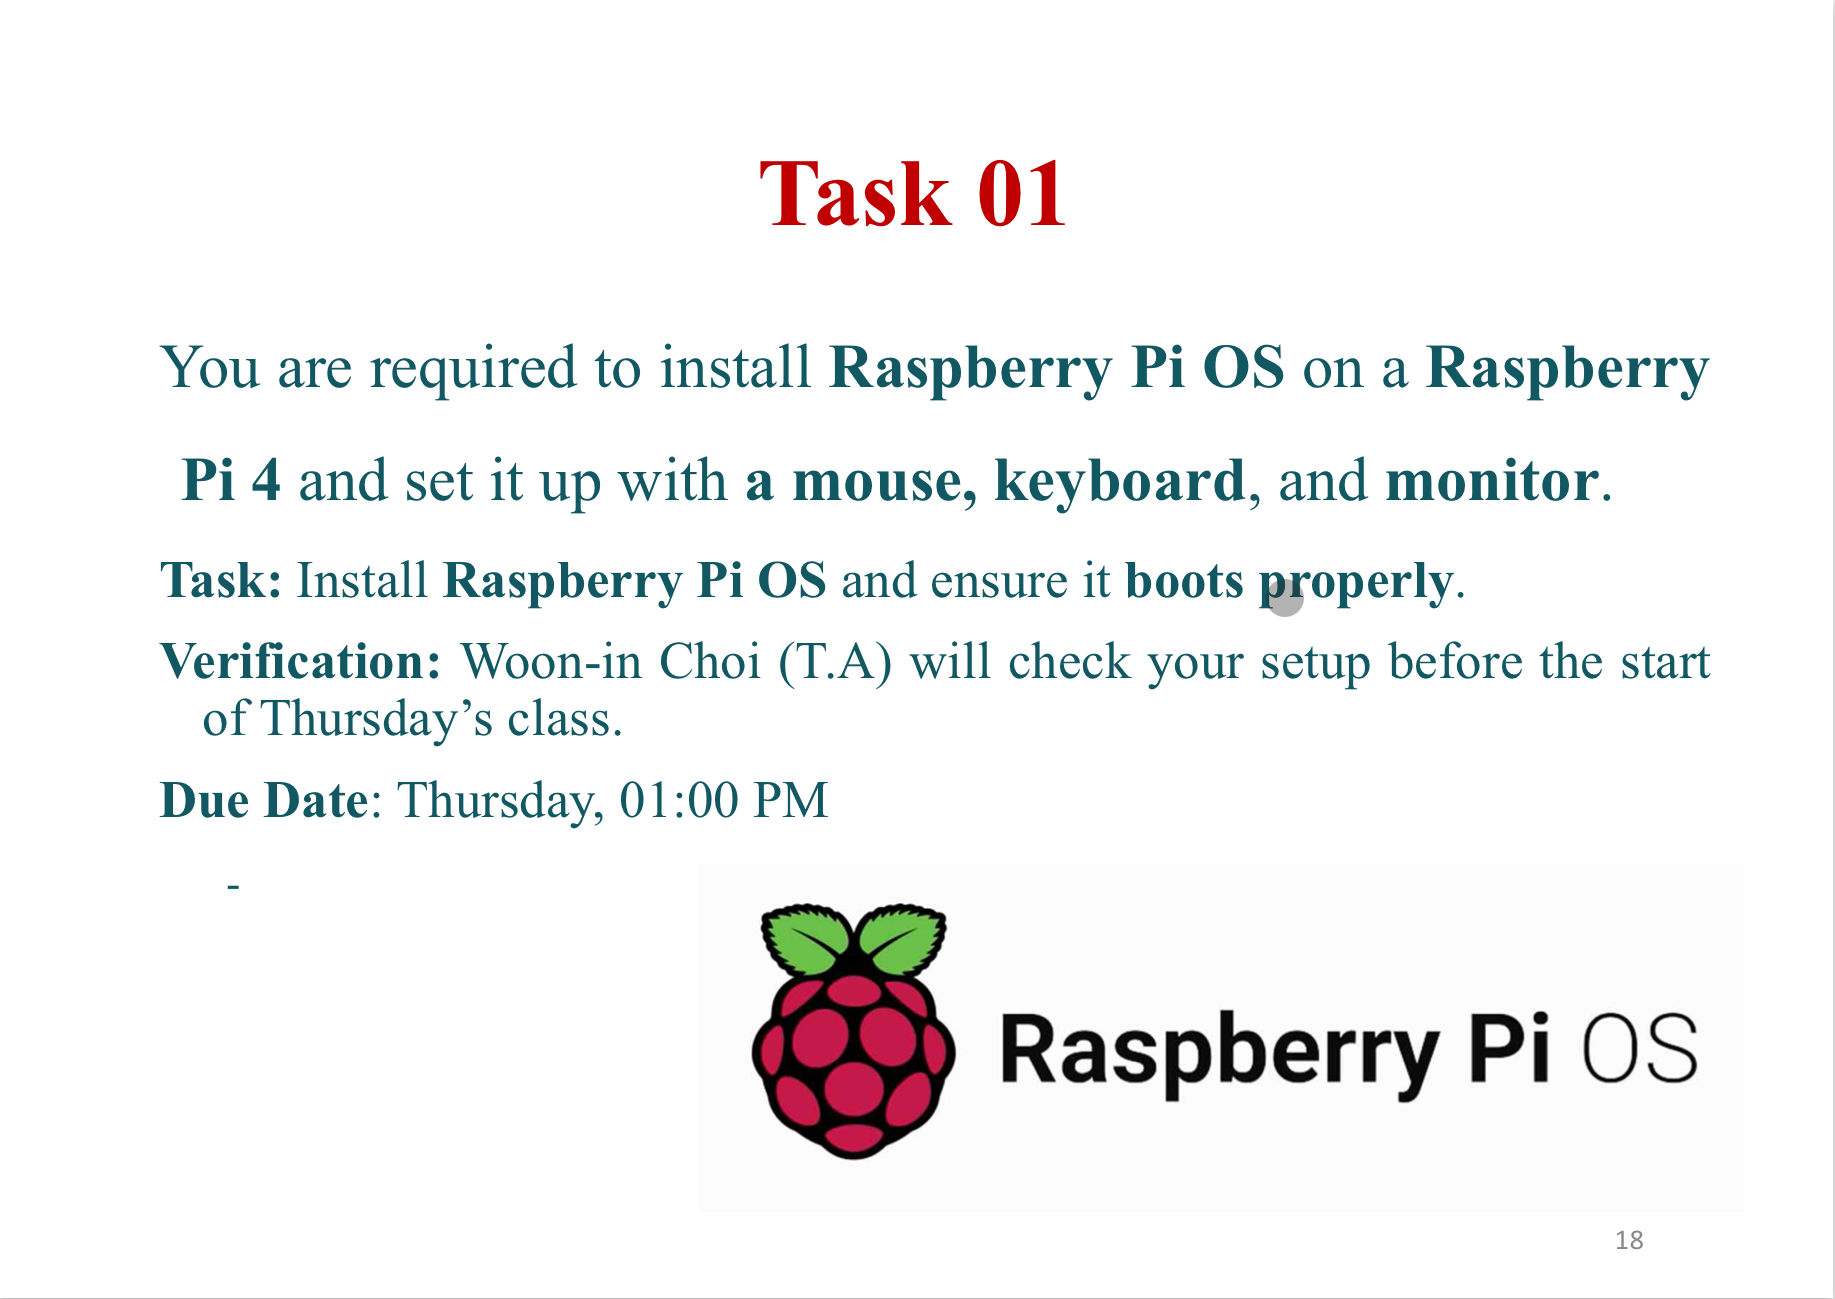 Task 01
You are required to install Raspberry Pi OS on a Raspberry
Pi 4 and set it up with a mouse, keyboard, and monitor.
Task: Install Raspberry Pi OS and ensure it boots properly.
Verification: Woon-in Choi (T.A) will check your setup before the start
of Thursday’s class.
Due Date: Thursday, 01:00 PM
-
Raspberry Pi OS
18